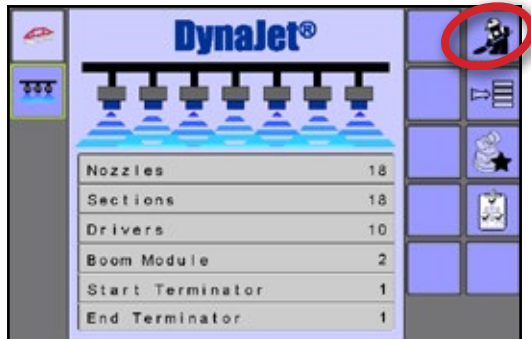 DynaJet®
Nozzles 18
Sections 18
Drivers 10
Boom Module 2
Start Terminator 1
End Terminator 1